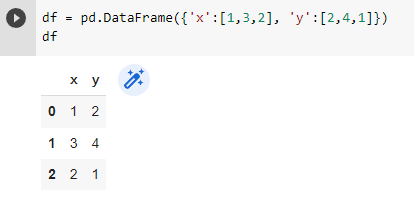 df = pd.DataFrame({'x':[1,3,2], 'y':[2,4,1]})
df
x y
0 1 2
1 3 4
2 2 1